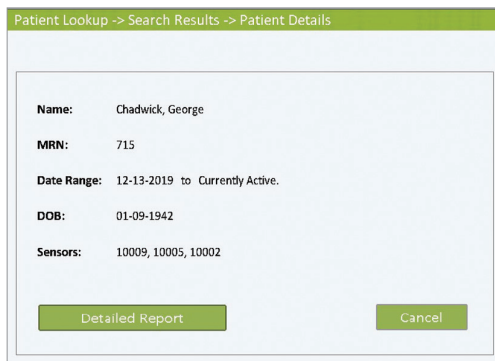 Patient Lookup -> Search Results -> Patient Details
Name: Chadwick, George
MRN: 715
Date Range: 12-13-2019 to Currently Active.
DOB: 01-09-1942
Sensors: 10009, 10005, 10002
Detailed Report Cancel